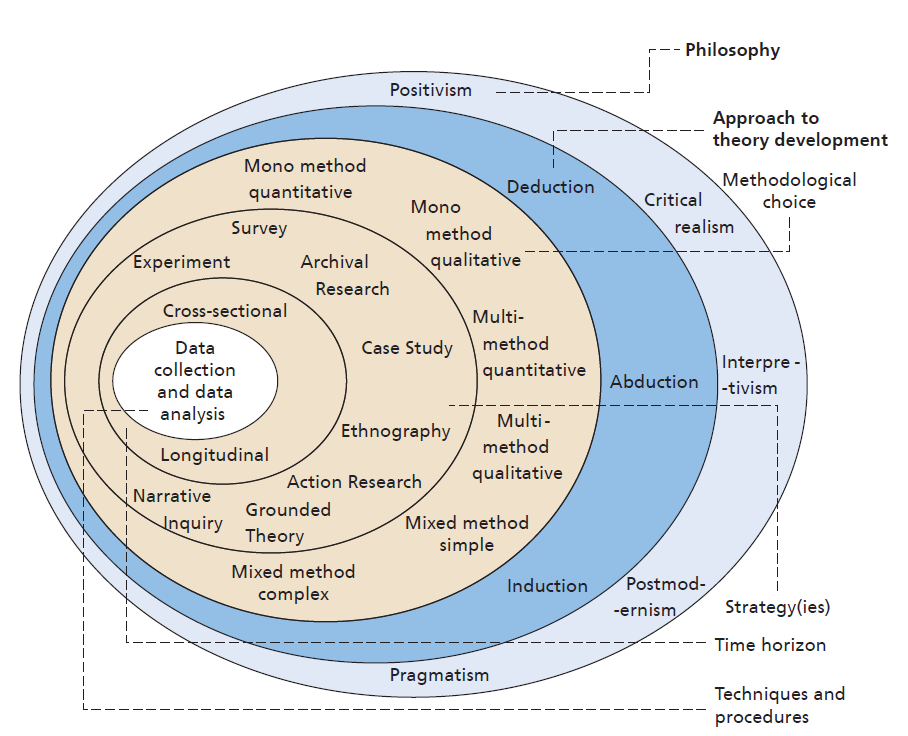 Philosophy
Positivism
Approach to
theory development
Mono method
quantitative
Deduction
Methodological
choice
Critical
realism
Mono
method
qualitative
Survey
Experiment
Archival
Research
Cross-sectional
Multi-
method
quantitative
Case Study
Data
collection
and data
analysis
Interpre-
-tivism
Abduction
Ethnography
Multi-
method
qualitative
Longitudinal
Action Research
Narrative
Inquiry
Grounded
Theory
Mixed method
simple
Mixed method
complex
Induction
Postmod-
-ernism
Strategy(ies)
Time horizon
Pragmatism
Techniques and
procedures